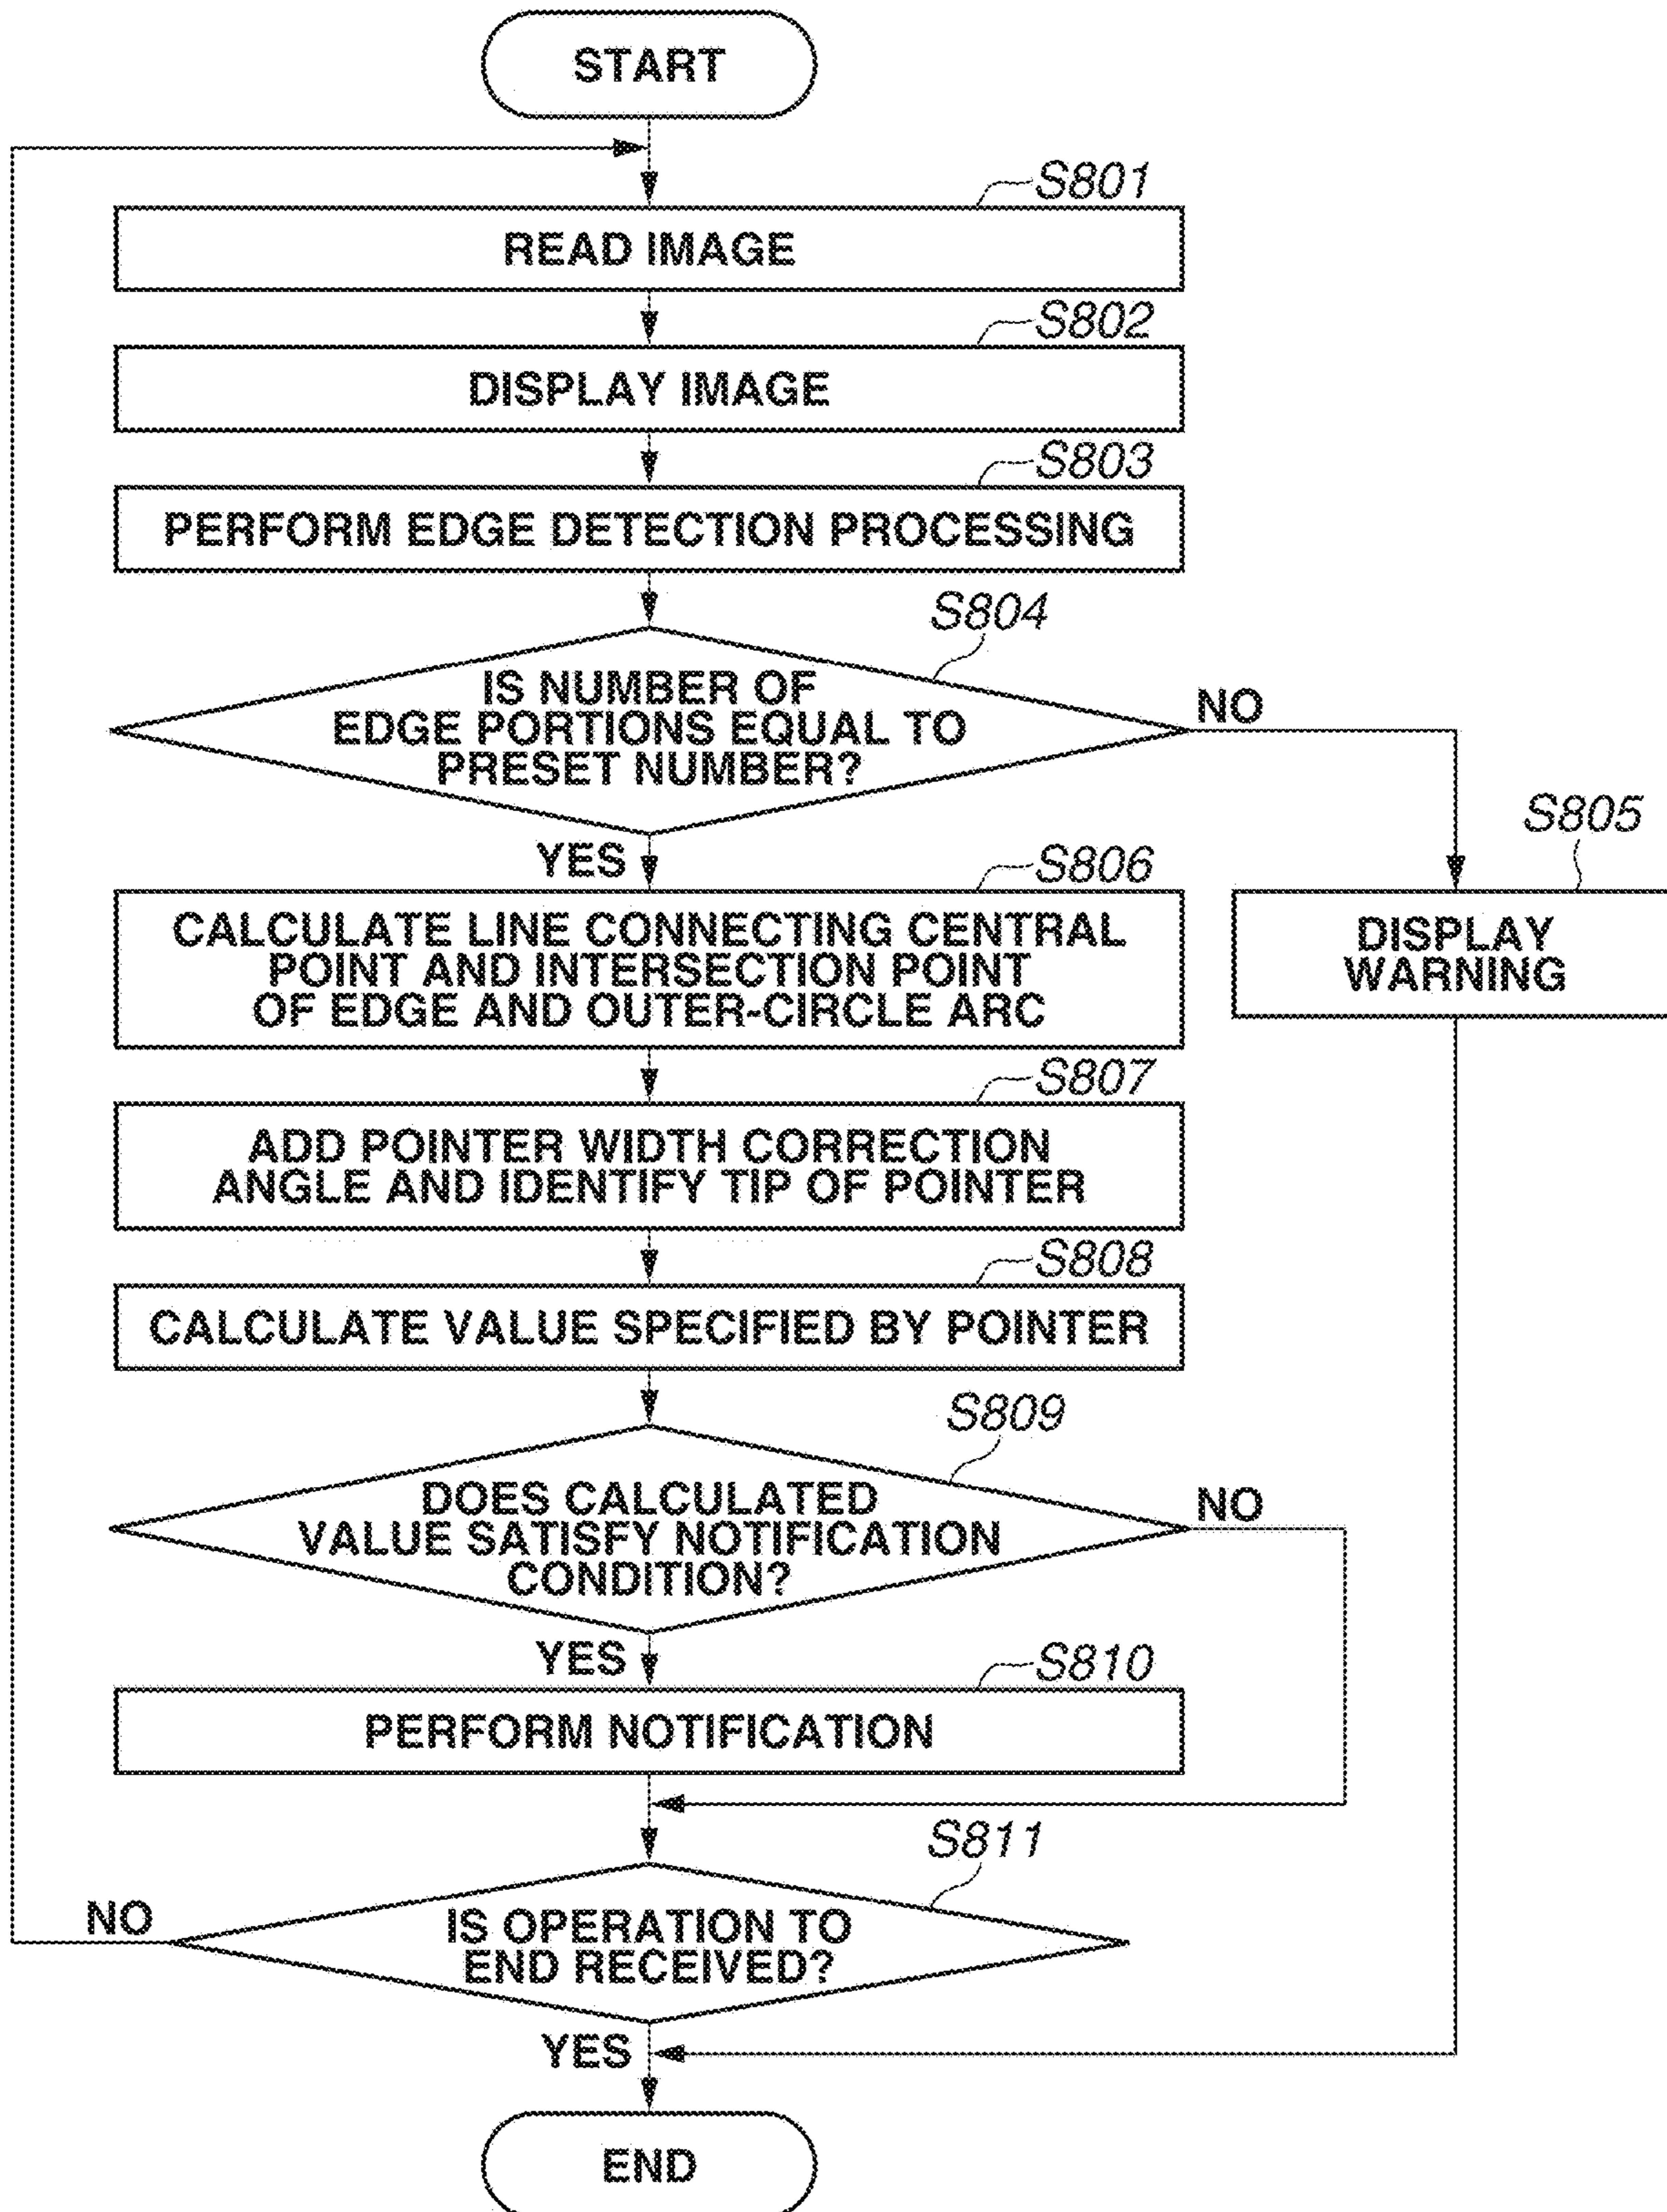 START
S801
READ IMAGE
S802
DISPLAY IMAGE
S803
PERFORM EDGE DETECTION PROCESSING
S804
IS NUMBER OF
EDGE PORTIONS EQUAL TO
PRESET NUMBER?
NO
YES
S805
DISPLAY
WARNING
S806
CALCULATE LINE CONNECTING CENTRAL
POINT AND INTERSECTION POINT
OF EDGE AND OUTER-CIRCLE ARC
S807
ADD POINTER WIDTH CORRECTION
ANGLE AND IDENTIFY TIP OF POINTER
S808
CALCULATE VALUE SPECIFIED BY POINTER
S809
DOES CALCULATED
VALUE SATISFY NOTIFICATION
CONDITION?
NO
YES
S810
PERFORM NOTIFICATION
S811
IS OPERATION TO
END RECEIVED?
NO
YES
END